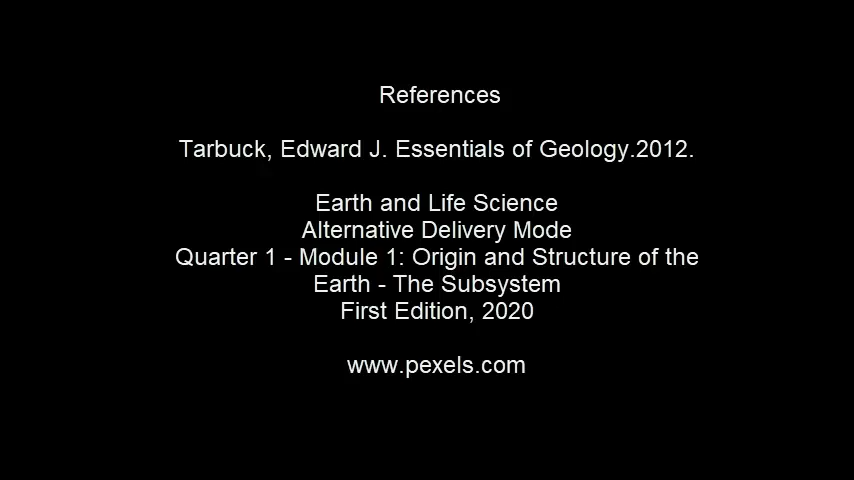 References
Tarbuck, Edward J. Essentials of Geology.2012.
Earth and Life Science
Alternative Delivery Mode
Quarter 1 - Module 1: Origin and Structure of the
Earth - The Subsystem
First Edition, 2020
www.pexels.com